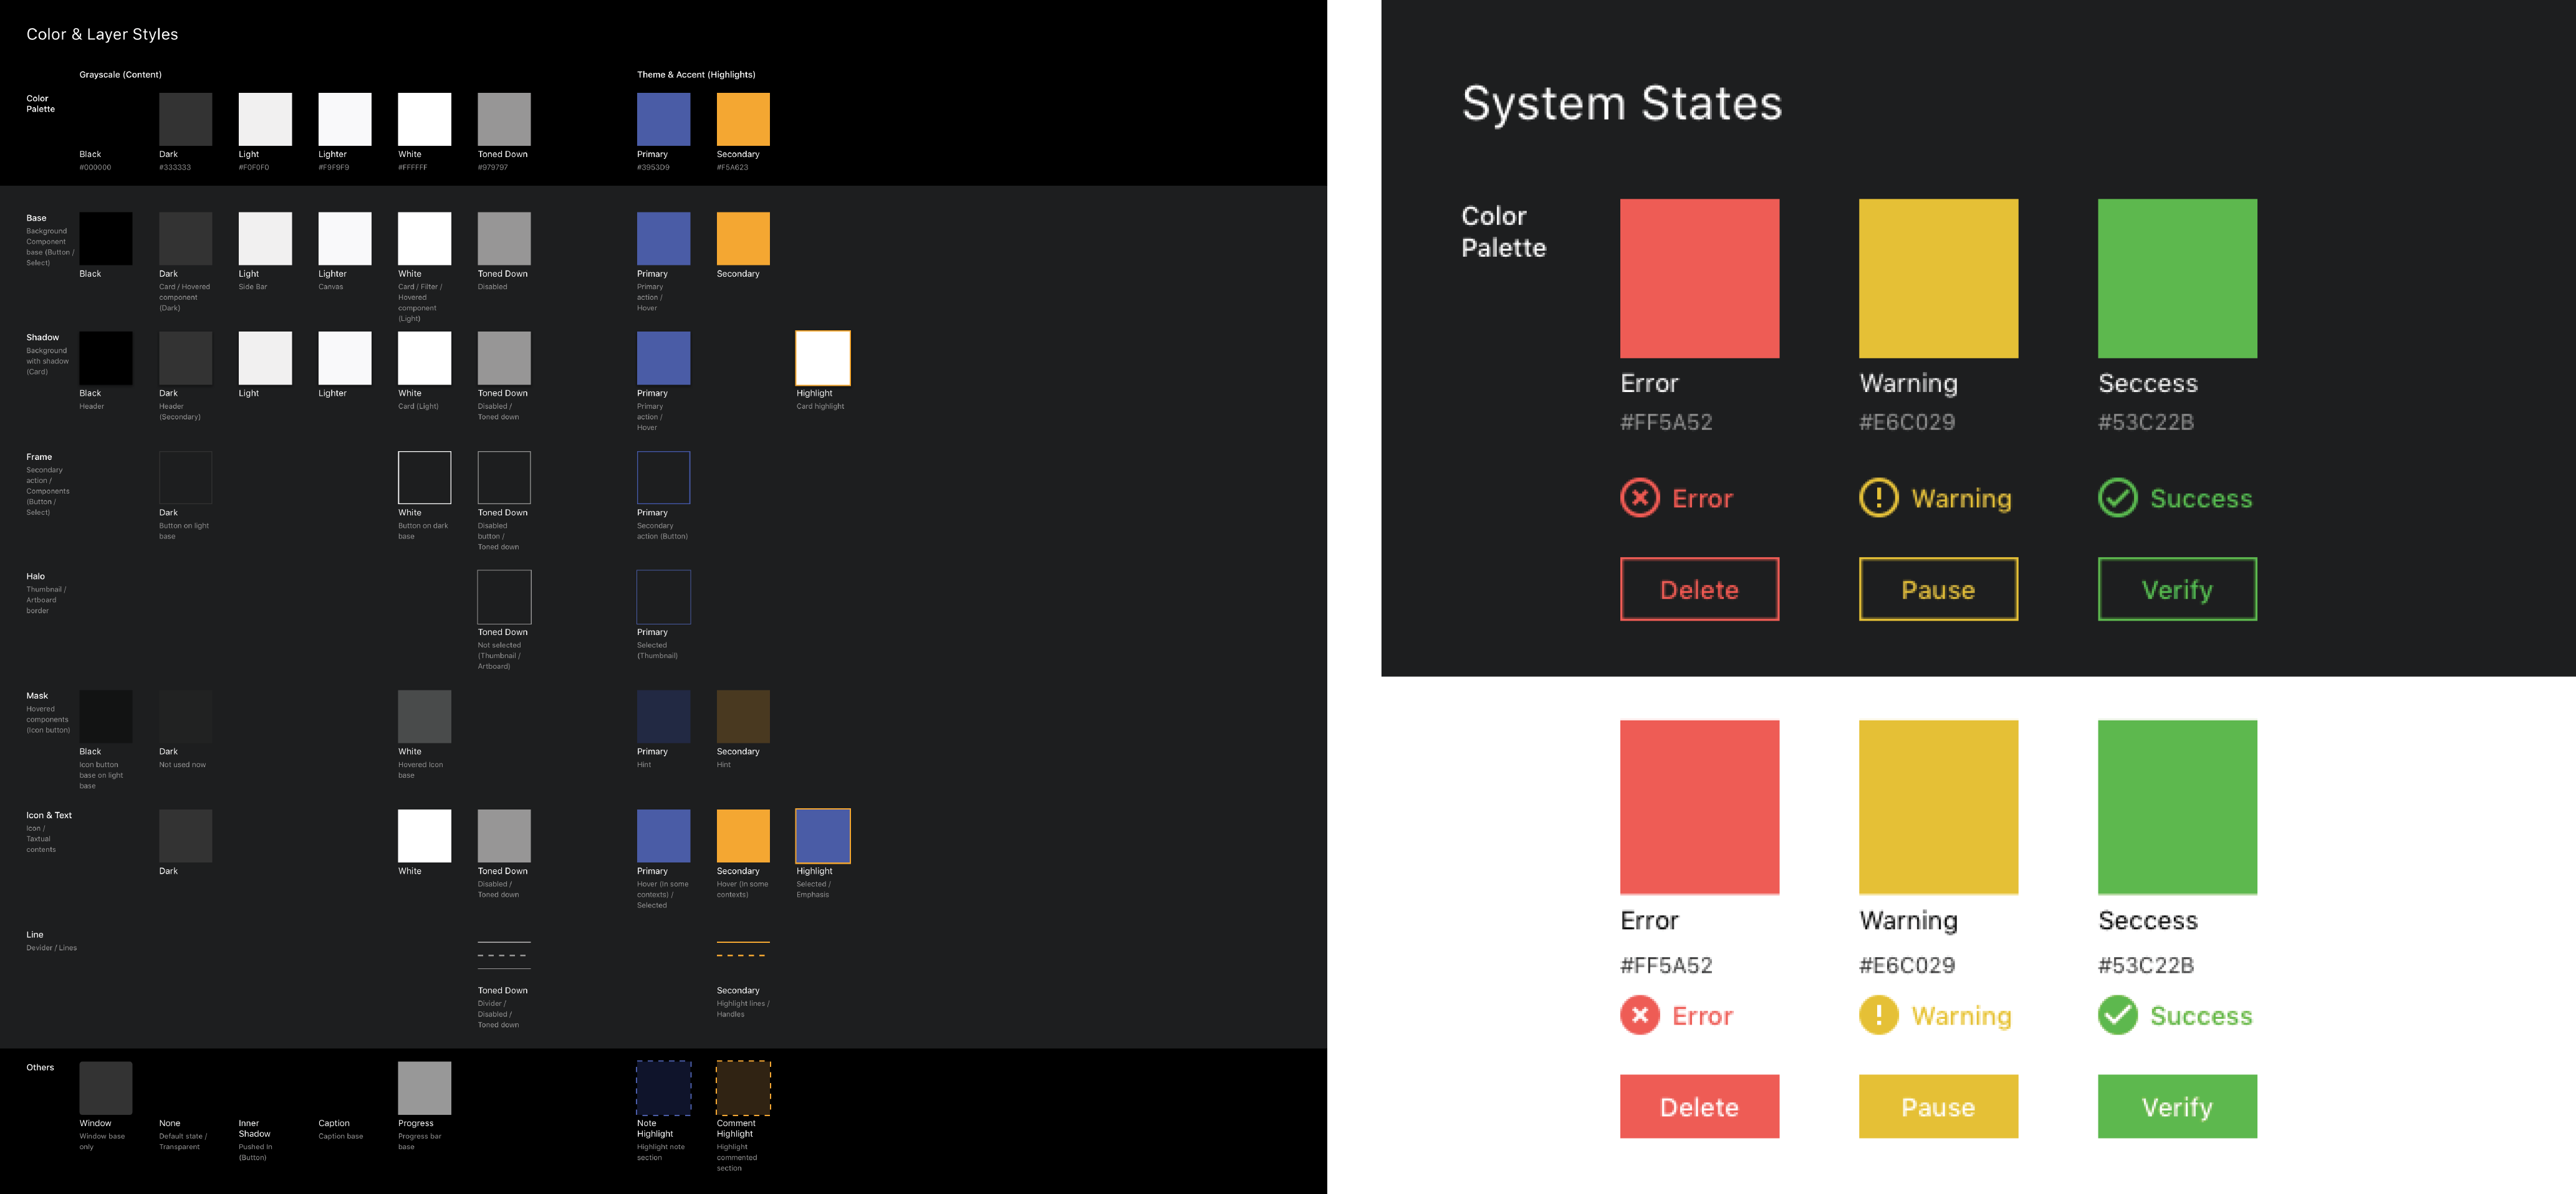 Color & Layer Styles
Grayscale (Content)
Theme & Accent (Highlights)
Color
Palette
Black
#000000
Dark
#333333
Light
#F0F0F0
Lighter
#F9F9F9
White
#FFFFFF
Toned Down
#979797
Primary
#3953D9
Secondary
#F5A623
Base
Background
Component
base (Button /
Select)
Black
Dark
Card / Hovered
component
(Dark)
Light
Side Bar
Lighter
Canvas
White
Card / Filter /
Hovered
component
(Light)
Toned Down
Disabled
Primary
Primary
action /
Hover
Secondary
Shadow
Background
with shadow
(Card)
Black
Header
Dark
Header
(Secondary)
Light
Lighter
White
Card (Light)
Toned Down
Disabled /
Toned down
Primary
Primary
action /
Hover
Highlight
Card highlight
Frame
Secondary
action /
Components
(Button /
Select)
Dark
Button on light
base
White
Button on dark
base
Toned Down
Disabled
button /
Toned down
Primary
Secondary
action (Button)
Halo
Thumbnail /
Artboard
border
Toned Down
Not selected
(Thumbnail /
Artboard)
Primary
Selected
(Thumbnail)
Mask
Hovered
components
(Icon button)
Black
Icon button
base on light
base
Dark
Not used now
White
Hovered Icon
base
Primary
Hint
Secondary
Hint
Icon & Text
Icon /
Taxtual
contents
Dark
White
Toned Down
Disabled /
Toned down
Primary
Hover (In some
contexts) /
Selected
Secondary
Hover (In some
contexts)
Highlight
Selected /
Emphasis
Line
Devider / Lines
Toned Down
Divider /
Disabled /
Toned down
Secondary
Highlight lines /
Handles
Others
Window
Window base
only
None
Default state /
Transparent
Inner
Shadow
Pushed In
(Button)
Caption
Caption base
Progress
Progress bar
base
Note
Highlight
Highlight note
section
Comment
Highlight
Highlight
commented
section
System States
Color
Palette
Error
#FF5A52
Warning
#E6C029
Seccess
#53C22B
Error
Warning
Success
Delete
Pause
Verify
Error
#FF5A52
Warning
#E6C029
Seccess
#53C22B
Error
Warning
Success
Delete
Pause
Verify